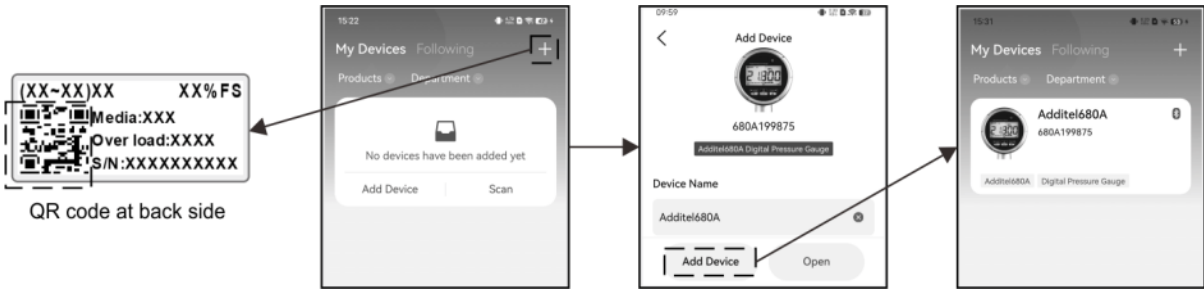 (XX~XX)XX XX%FS
Media:XXX
Over load:XXXX
S/N:XXXXXXXXXX
QR code at back side
15:22
My Devices Following +
Products Department
No devices have been added yet
Add Device Scan
09:59
Add Device
21800
680A199875
Additel680A Digital Pressure Gauge
Device Name
Additel680A
Add Device Open
15:31
My Devices Following +
Products Department
Additel680A
680A199875
Additel680A Digital Pressure Gauge